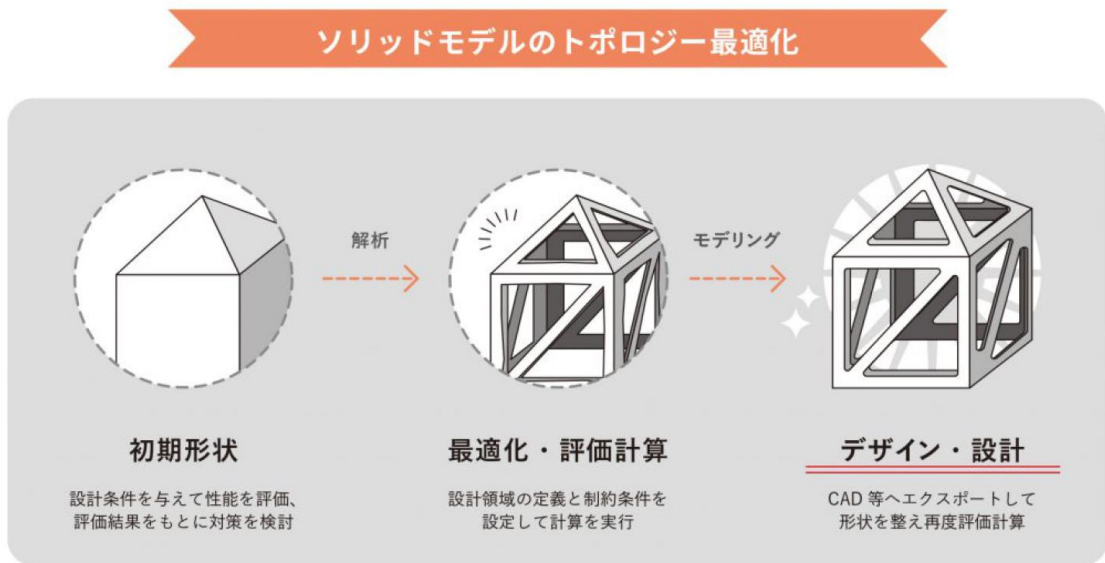 ソリッドモデルのトポロジー最適化
解析
モデリング
初期形状
設計条件を与えて性能を評価、
評価結果をもとに対策を検討
最適化・評価計算
設計領域の定義と制約条件を
設定して計算を実行
デザイン・設計
CAD 等へエクスポートして
形状を整え再度評価計算